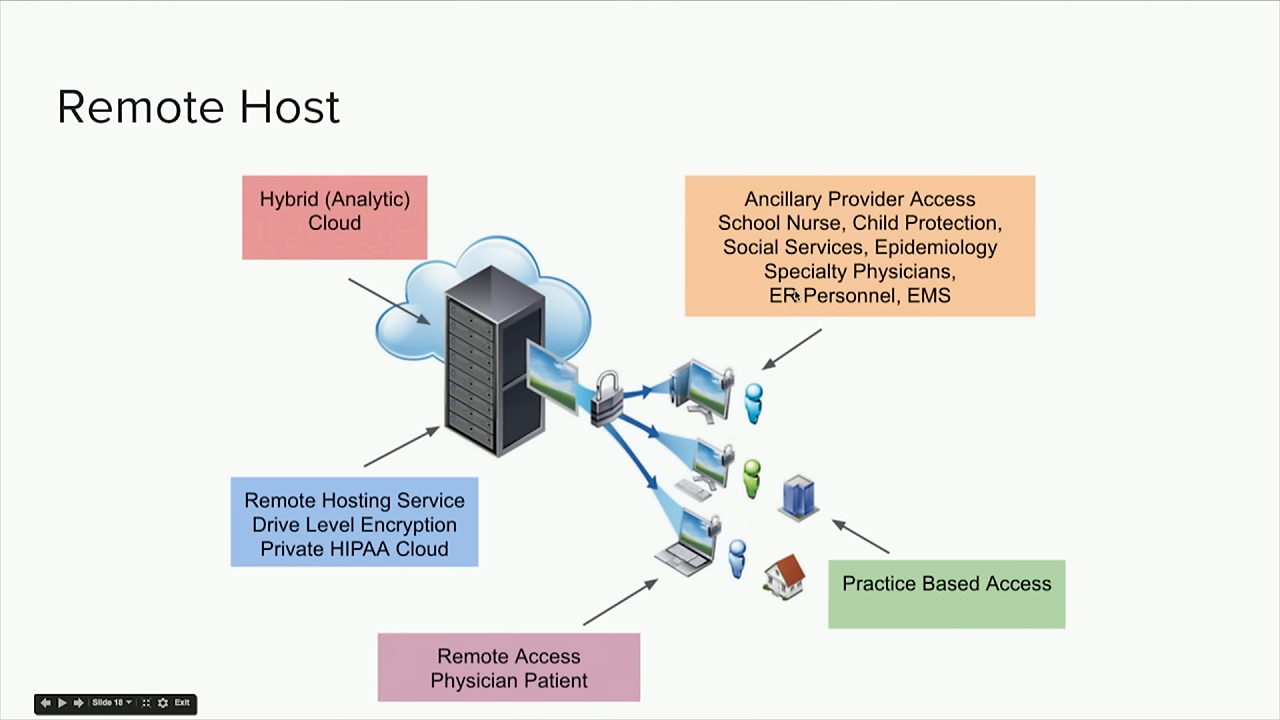 Remote Host
Hybrid (Analytic)
Cloud
Ancillary Provider Access
School Nurse, Child Protection,
Social Services, Epidemiology
Specialty Physicians,
ER Personnel, EMS
Remote Hosting Service
Drive Level Encryption
Private HIPAA Cloud
Practice Based Access
Remote Access
Physician Patient
Slide 18
Exit